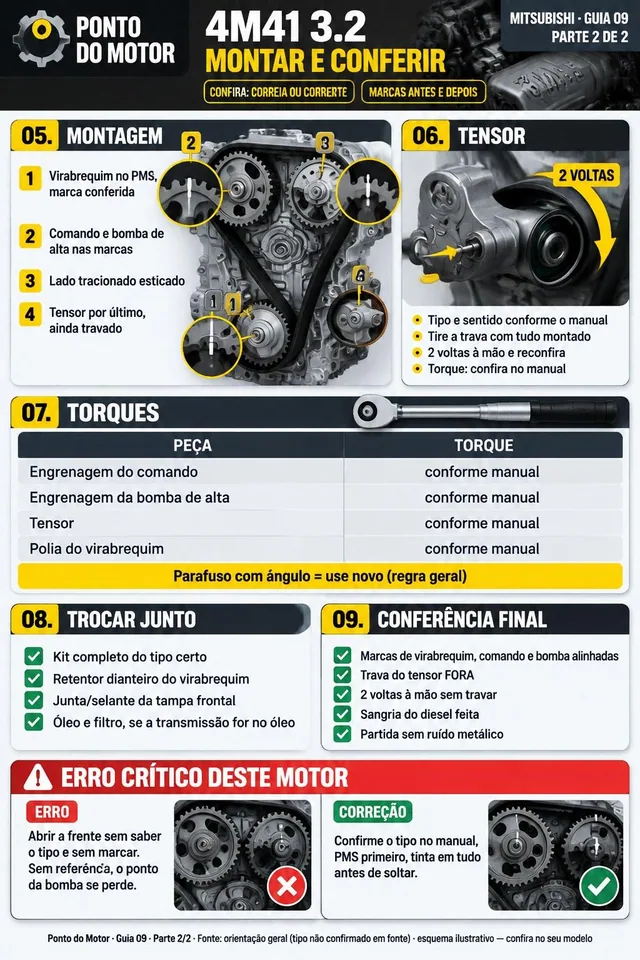 PONTO
DO MOTOR
4M41 3.2
MONTAR E CONFERIR
CONFIRA: CORREIA OU CORRERTE
MARCAS ANTES E DEPOIS
MITSUBISHI · GUIA 09
PARTE 2 DE 2
05. MONTAGEM
1 Virabrequim no PMS,
marca conferida
2 Comando e bomba de
alta nas marcas
3 Lado tracionado esticado
4 Tensor por último,
ainda travado
2
3
1
1
4
06. TENSOR
2 VOLTAS
Tipo e sentido conforme o manual
Tire a trava com tudo montado
2 voltas à mão e reconfira
Torque: confira no manual
07. TORQUES
PEÇA TORQUE
Engrenagem do comando conforme manual
Engrenagem da bomba de alta conforme manual
Tensor conforme manual
Polia do virabrequim conforme manual
Parafuso com ângulo = use novo (regra geral)
08. TROCAR JUNTO
Kit completo do tipo certo
Retentor dianteiro do virabrequim
Junta/selante da tampa frontal
Óleo e filtro, se a transmissão for no óleo
09. CONFERÊNCIA FINAL
Marcas de virabrequim, comando e bomba alinhadas
Trava do tensor FORA
2 voltas à mão sem travar
Sangria do diesel feita
Partida sem ruído metálico
ERRO CRÍTICO DESTE MOTOR
ERRO
Abrir a frente sem saber
o tipo e sem marcar.
Sem referência, o ponto
da bomba se perde.
CORREÇÃO
Confirme o tipo no manual,
PMS primeiro, tinta em tudo
antes de soltar.
Ponto do Motor · Guia 09 · Parte 2/2 · Fonte: orientação geral (tipo não confirmado em fonte) · esquema ilustrativo — confira no seu modelo